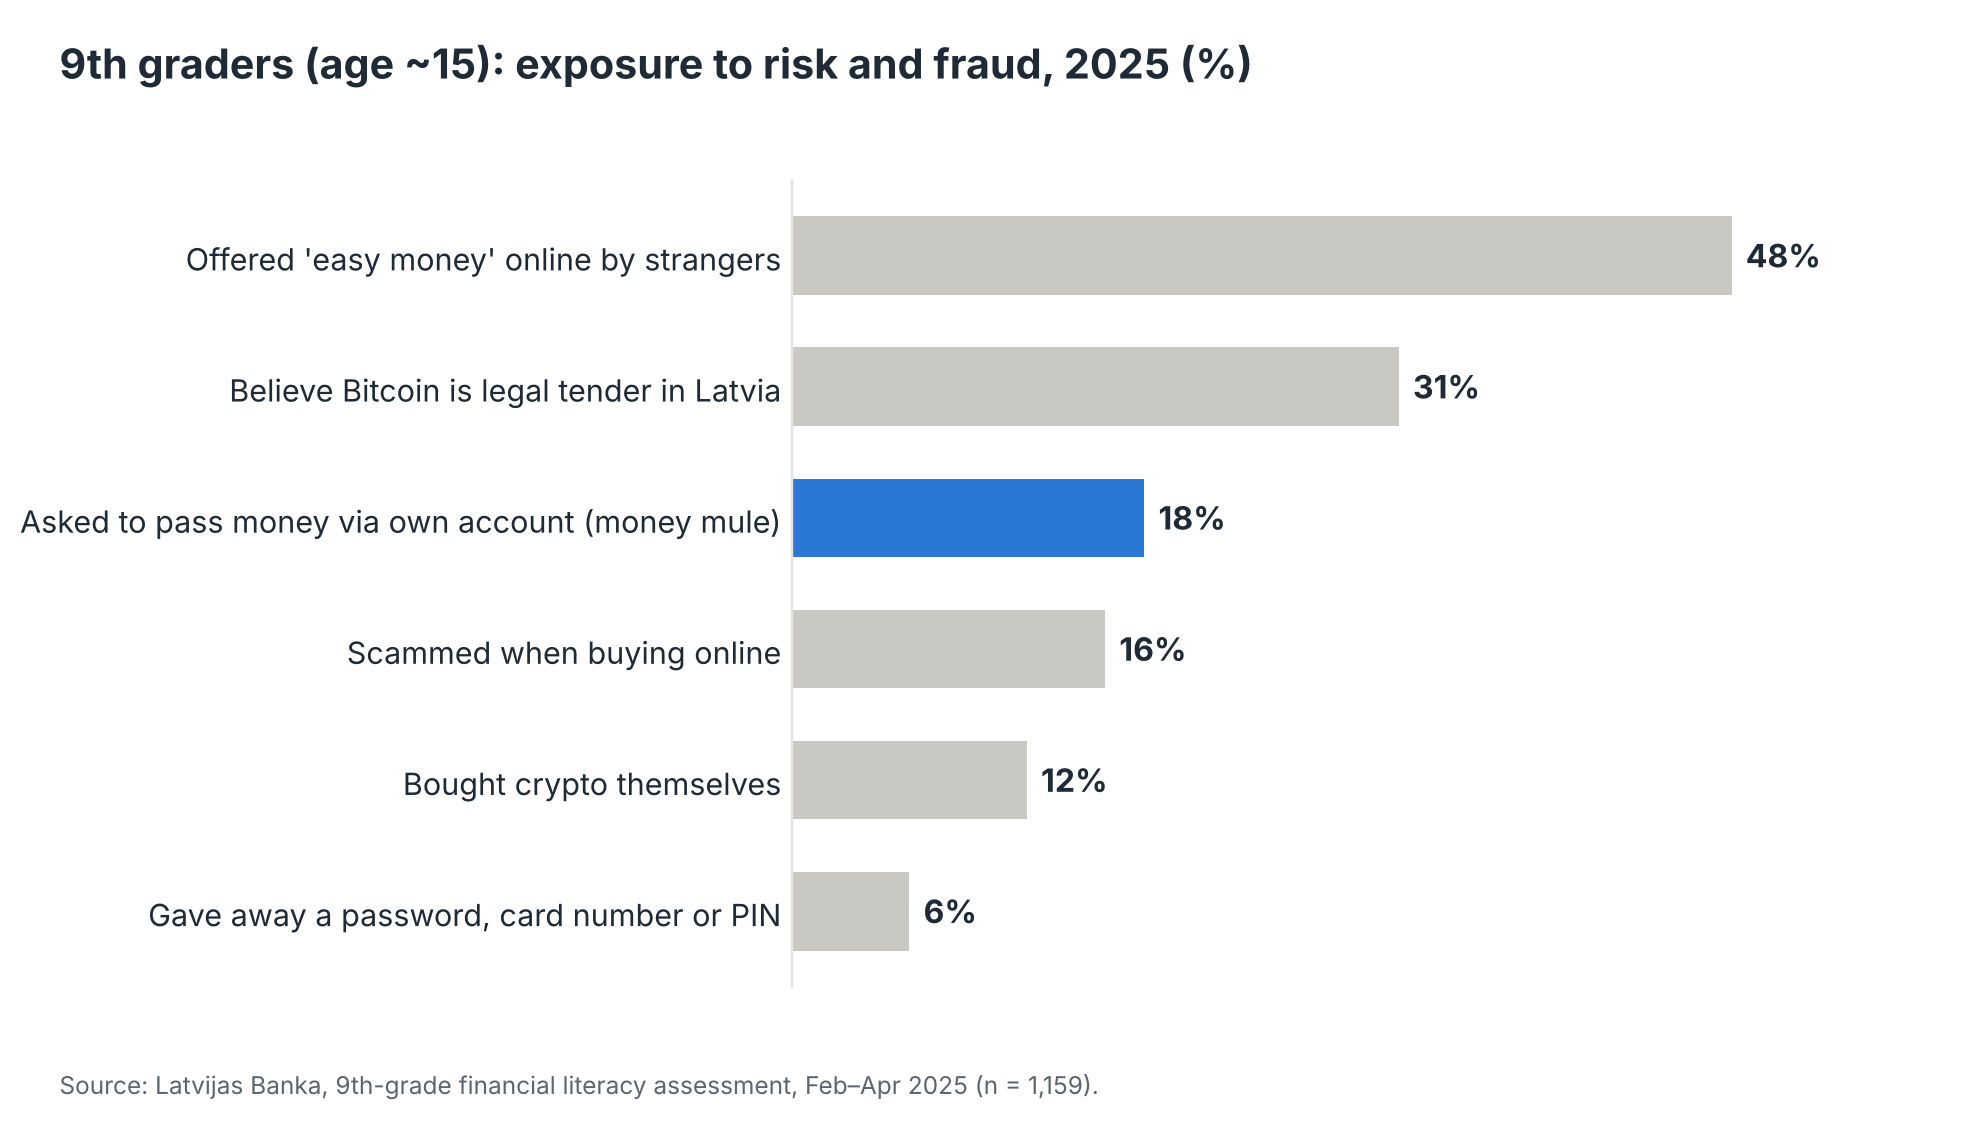 9th graders (age ~15): exposure to risk and fraud, 2025 (%)
Offered 'easy money' online by strangers 48%
Believe Bitcoin is legal tender in Latvia 31%
Asked to pass money via own account (money mule) 18%
Scammed when buying online 16%
Bought crypto themselves 12%
Gave away a password, card number or PIN 6%
Source: Latvijas Banka, 9th-grade financial literacy assessment, Feb–Apr 2025 (n = 1,159).